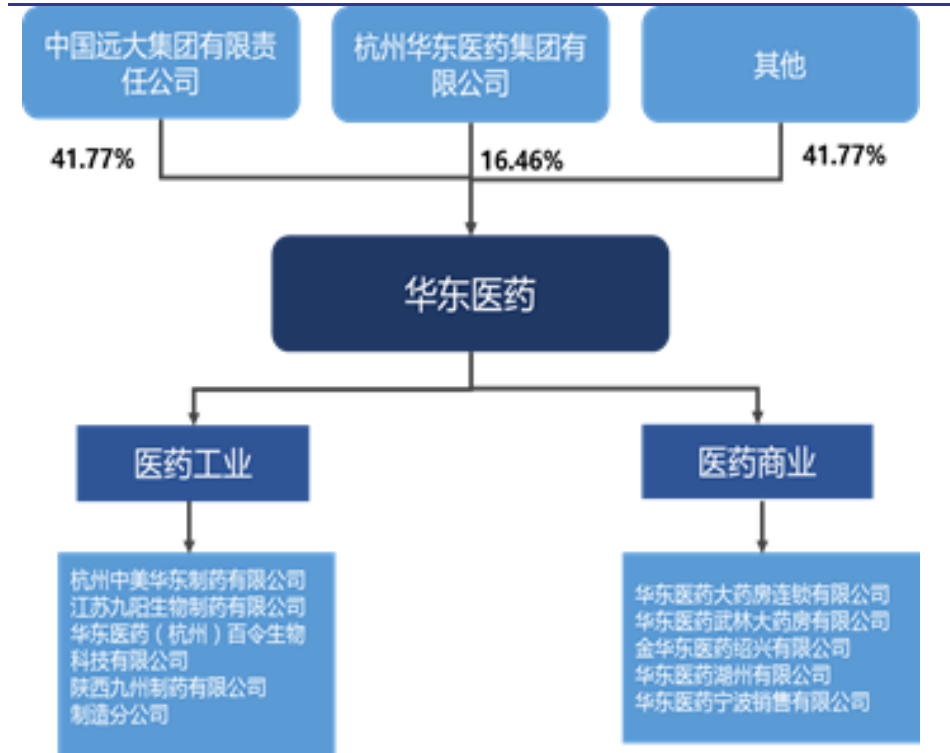 中国远大集团有限责
任公司
杭州华东医药集团有
限公司
其他
41.77%
16.46%
41.77%
华东医药
医药工业
医药商业
杭州中美华东制药有限公司
江苏九阳生物制药有限公司
华东医药（杭州）百令生物
科技有限公司
陕西九州制药有限公司
制造分公司
华东医药大药房连锁有限公司
华东医药武林大药房有限公司
金华东医药绍兴有限公司
华东医药湖州有限公司
华东医药宁波销售有限公司